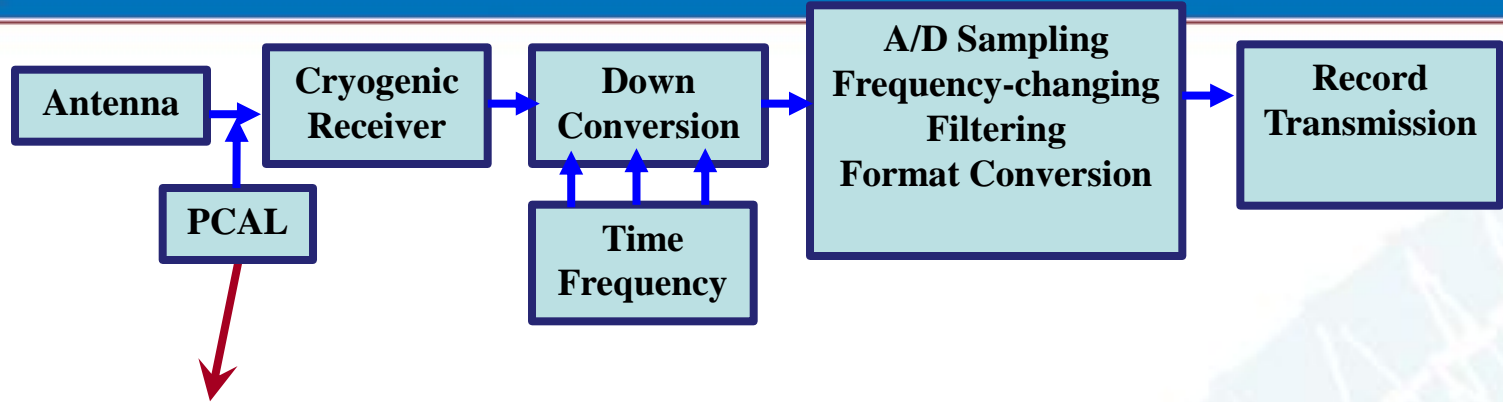 Antenna
Cryogenic
Receiver
Down
Conversion
A/D Sampling
Frequency-changing
Filtering
Format Conversion
Record
Transmission
PCAL
Time
Frequency